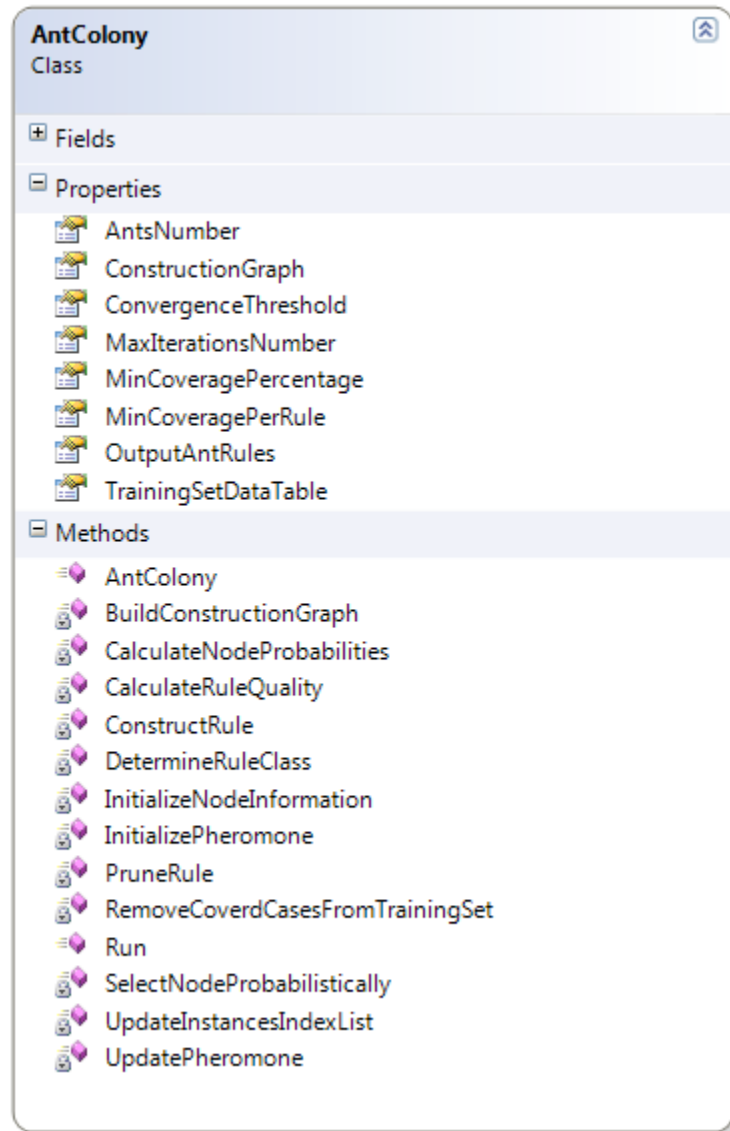 AntColony
Class
Fields
Properties
AntsNumber
ConstructionGraph
ConvergenceThreshold
MaxIterationsNumber
MinCoveragePercentage
MinCoveragePerRule
OutputAntRules
TrainingSetDataTable
Methods
AntColony
BuildConstructionGraph
CalculateNodeProbabilities
CalculateRuleQuality
ConstructRule
DetermineRuleClass
InitializeNodeInformation
InitializePheromone
PruneRule
RemoveCoverdCasesFromTrainingSet
Run
SelectNodeProbabilistically
UpdateInstancesIndexList
UpdatePheromone